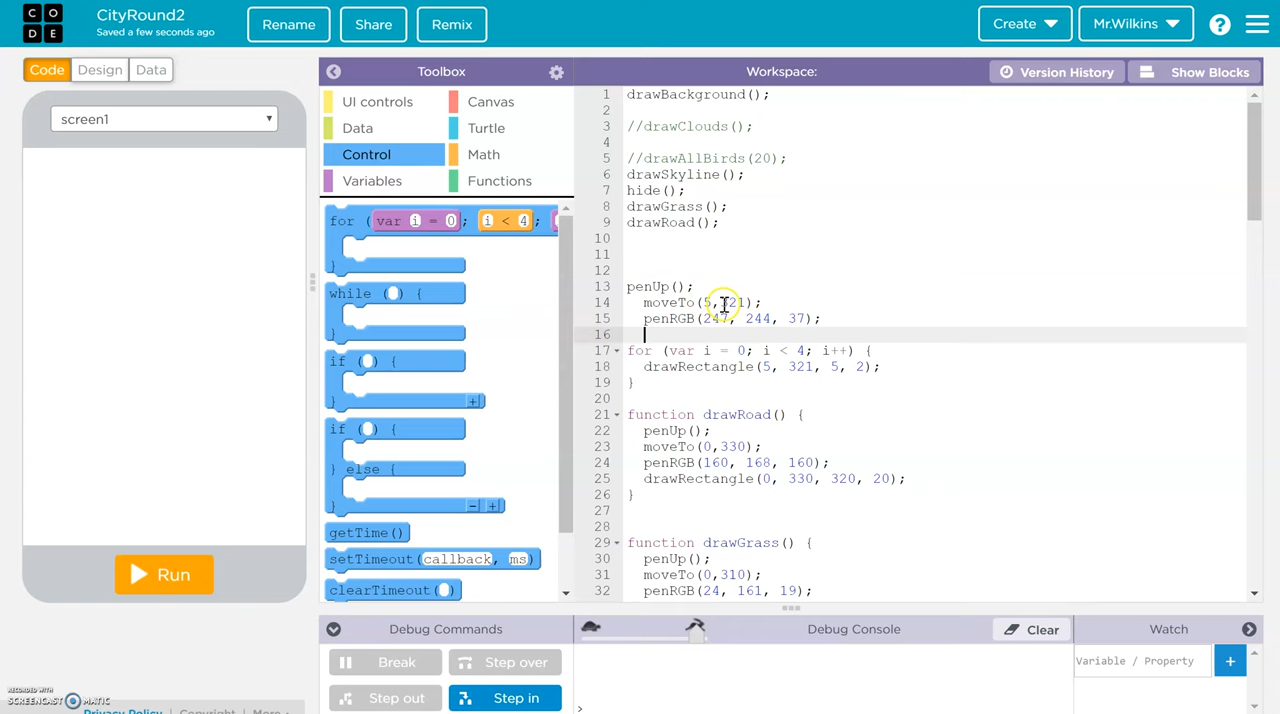 C O
D E
CityRound2
Saved a few seconds ago
Rename
Share
Remix
Create
Mr.Wilkins
?
Code
Design
Data
Toolbox
Workspace:
Version History
Show Blocks
screen1
UI controls
Canvas
Data
Turtle
Control
Math
Variables
Functions
for ( var i = 0 ; i < 4 ;
}
while ( ) {
}
if ( ) {
} +
if ( ) {
} else {
} - +
getTime()
setTimeout(callback, ms)
clearTimeout( )
1 drawBackground();
2
3 //drawClouds();
4
5 //drawAllBirds(20);
6 drawSkyline();
7 hide();
8 drawGrass();
9 drawRoad();
10
11
12
13 penUp();
14 moveTo(5,321);
15 penRGB(247, 244, 37);
16
17 for (var i = 0; i < 4; i++) {
18 drawRectangle(5, 321, 5, 2);
19 }
20
21 function drawRoad() {
22 penUp();
23 moveTo(0,330);
24 penRGB(160, 168, 160);
25 drawRectangle(0, 330, 320, 20);
26 }
27
28
29 function drawGrass() {
30 penUp();
31 moveTo(0,310);
32 penRGB(24, 161, 19);
Run
Debug Commands
Debug Console
Clear
Watch
Break
Step over
Step out
Step in
Variable / Property
+
>
RECORDED WITH
SCREENCAST MATIC
Privacy Policy | Copyright | More